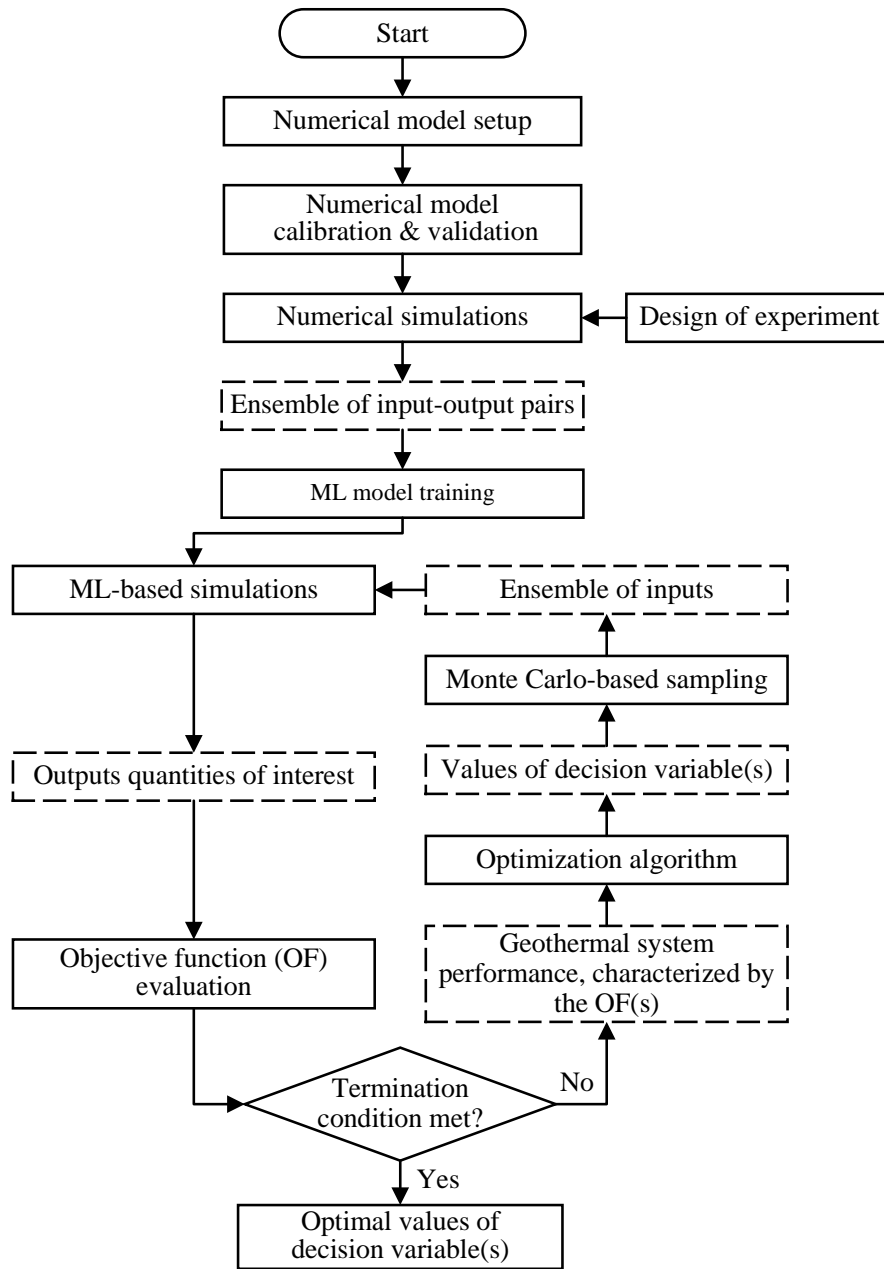 Start
Numerical model setup
Numerical model
calibration & validation
Numerical simulations
Design of experiment
Ensemble of input-output pairs
ML model training
ML-based simulations
Ensemble of inputs
Monte Carlo-based sampling
Outputs quantities of interest
Values of decision variable(s)
Optimization algorithm
Objective function (OF)
evaluation
Geothermal system
performance, characterized by
the OF(s)
Termination
condition met?
No
Yes
Optimal values of
decision variable(s)